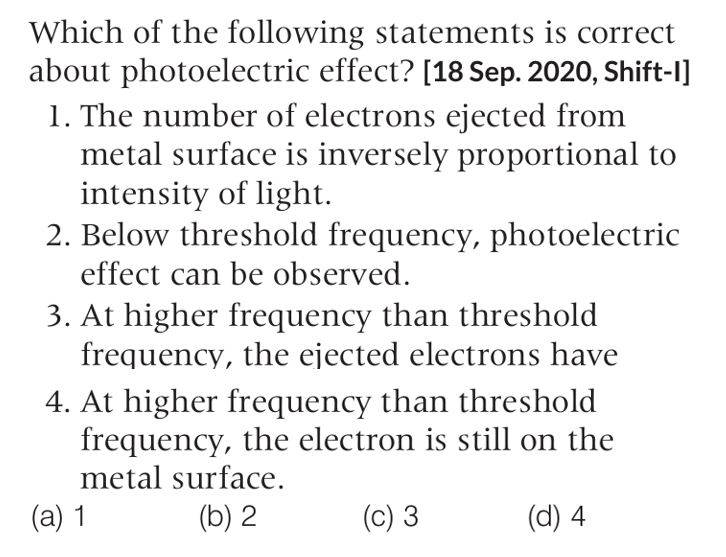 Which of the following statements is correct
about photoelectric effect? [18 Sep. 2020, Shift-I]
1. The number of electrons ejected from
metal surface is inversely proportional to
intensity of light.
2. Below threshold frequency, photoelectric
effect can be observed.
3. At higher frequency than threshold
frequency, the ejected electrons have
4. At higher frequency than threshold
frequency, the electron is still on the
metal surface.
(a) 1 (b) 2 (c) 3 (d) 4